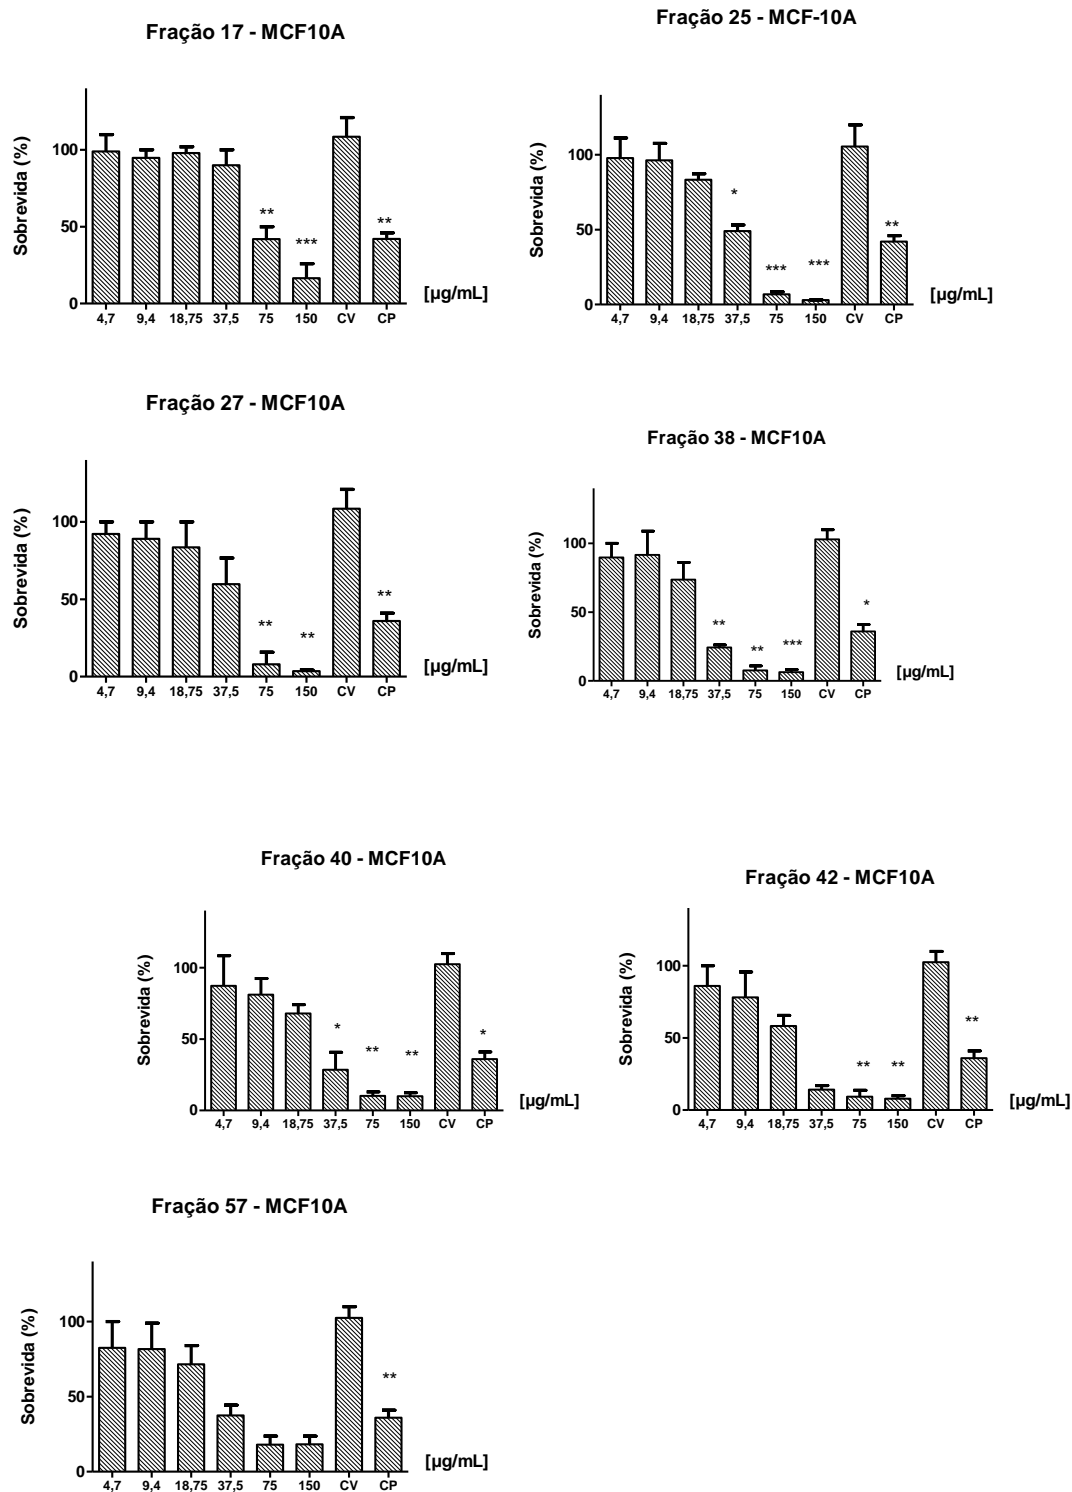 Fração 17 - MCF10A
Sobrevida (%)
100
50
0
** *** **
4,7 9,4 18,75 37,5 75 150 CV CP
[µg/mL]
Fração 25 - MCF-10A
Sobrevida (%)
100
50
0
* *** *** **
4,7 9,4 18,75 37,5 75 150 CV CP
[µg/mL]
Fração 27 - MCF10A
Sobrevida (%)
100
50
0
** ** **
4,7 9,4 18,75 37,5 75 150 CV CP
[µg/mL]
Fração 38 - MCF10A
Sobrevida (%)
100
50
0
** ** *** *
4,7 9,4 18,75 37,5 75 150 CV CP
[µg/mL]
Fração 40 - MCF10A
Sobrevida (%)
100
50
0
* ** ** *
4,7 9,4 18,75 37,5 75 150 CV CP
[µg/mL]
Fração 42 - MCF10A
Sobrevida (%)
100
50
0
** ** **
4,7 9,4 18,75 37,5 75 150 CV CP
[µg/mL]
Fração 57 - MCF10A
Sobrevida (%)
100
50
0
**
4,7 9,4 18,75 37,5 75 150 CV CP
[µg/mL]